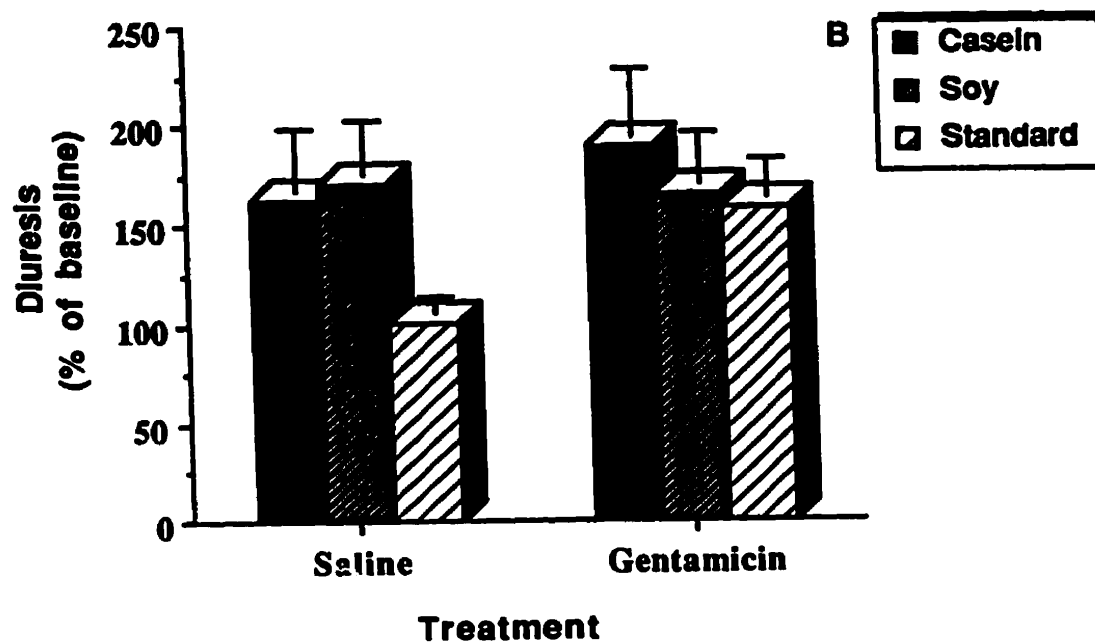 B
Casein
Soy
Standard
Diuresis
(% of baseline)
250
200
150
100
50
0
Saline
Gentamicin
Treatment